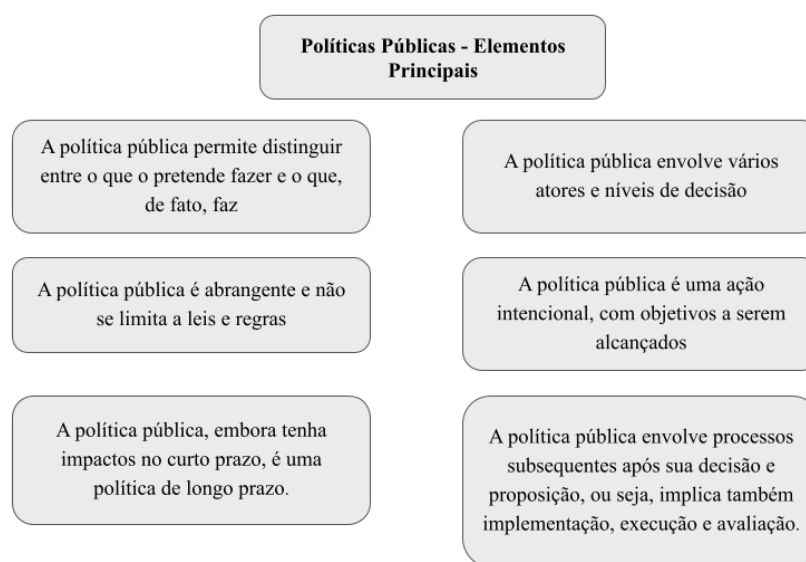 Políticas Públicas - Elementos
Principais
A política pública permite distinguir
entre o que o pretende fazer e o que,
de fato, faz
A política pública envolve vários
atores e níveis de decisão
A política pública é abrangente e não
se limita a leis e regras
A política pública é uma ação
intencional, com objetivos a serem
alcançados
A política pública, embora tenha
impactos no curto prazo, é uma
política de longo prazo.
A política pública envolve processos
subsequentes após sua decisão e
proposição, ou seja, implica também
implementação, execução e avaliação.